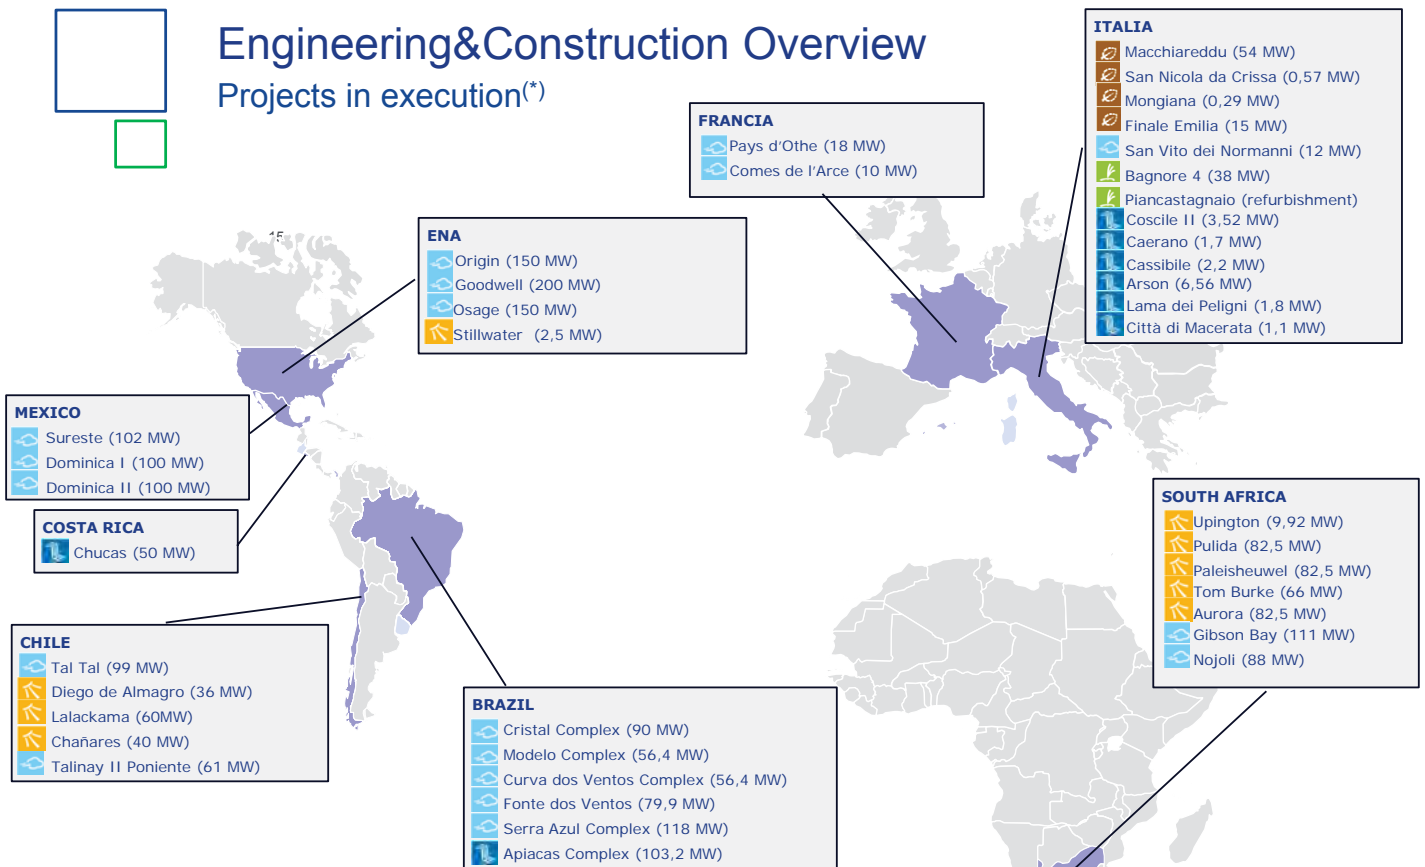 Engineering&Construction Overview
Projects in execution(*)
ITALIA
Macchiareddu (54 MW)
San Nicola da Crissa (0,57 MW)
Mongiana (0,29 MW)
Finale Emilia (15 MW)
San Vito dei Normanni (12 MW)
Bagnore 4 (38 MW)
Piancastagnaio (refurbishment)
Coscile II (3,52 MW)
Caerano (1,7 MW)
Cassibile (2,2 MW)
Arson (6,56 MW)
Lama dei Peligni (1,8 MW)
Città di Macerata (1,1 MW)
FRANCIA
Pays d'Othe (18 MW)
Comes de l'Arce (10 MW)
15
ENA
Origin (150 MW)
Goodwell (200 MW)
Osage (150 MW)
Stillwater (2,5 MW)
MEXICO
Sureste (102 MW)
Dominica I (100 MW)
Dominica II (100 MW)
COSTA RICA
Chucas (50 MW)
SOUTH AFRICA
Upington (9,92 MW)
Pulida (82,5 MW)
Paleisheuwel (82,5 MW)
Tom Burke (66 MW)
Aurora (82,5 MW)
Gibson Bay (111 MW)
Nojoli (88 MW)
CHILE
Tal Tal (99 MW)
Diego de Almagro (36 MW)
Lalackama (60MW)
Chañares (40 MW)
Talinay II Poniente (61 MW)
BRAZIL
Cristal Complex (90 MW)
Modelo Complex (56,4 MW)
Curva dos Ventos Complex (56,4 MW)
Fonte dos Ventos (79,9 MW)
Serra Azul Complex (118 MW)
Apiacas Complex (103,2 MW)